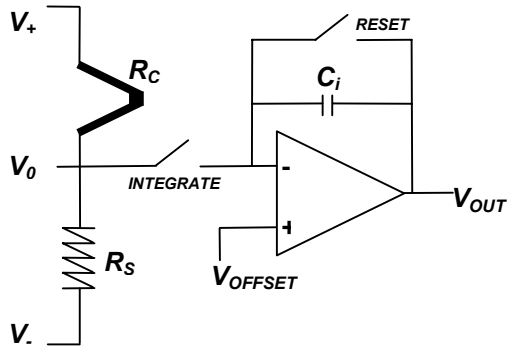 V+
RESET
RC
Ci
V0
INTEGRATE
-
+
VOUT
RS
VOFFSET
V-